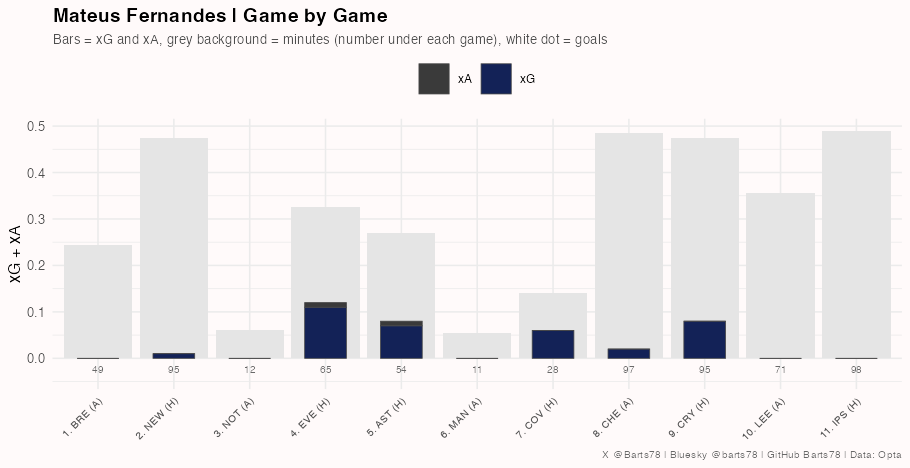 Mateus Fernandes | Game by Game
Bars = xG and xA, grey background = minutes (number under each game), white dot = goals
xA xG
xG + xA
0.5
0.4
0.3
0.2
0.1
0.0
49 95 12 65 54 11 28 97 95 71 98
1. BRE (A) 2. NEW (H) 3. NOT (A) 4. EVE (H) 5. AST (H) 6. MAN (A) 7. COV (H) 8. CHE (A) 9. CRY (H) 10. LEE (A) 11. IPS (H)
X @Barts78 | Bluesky @barts78 | GitHub Barts78 | Data: Opta